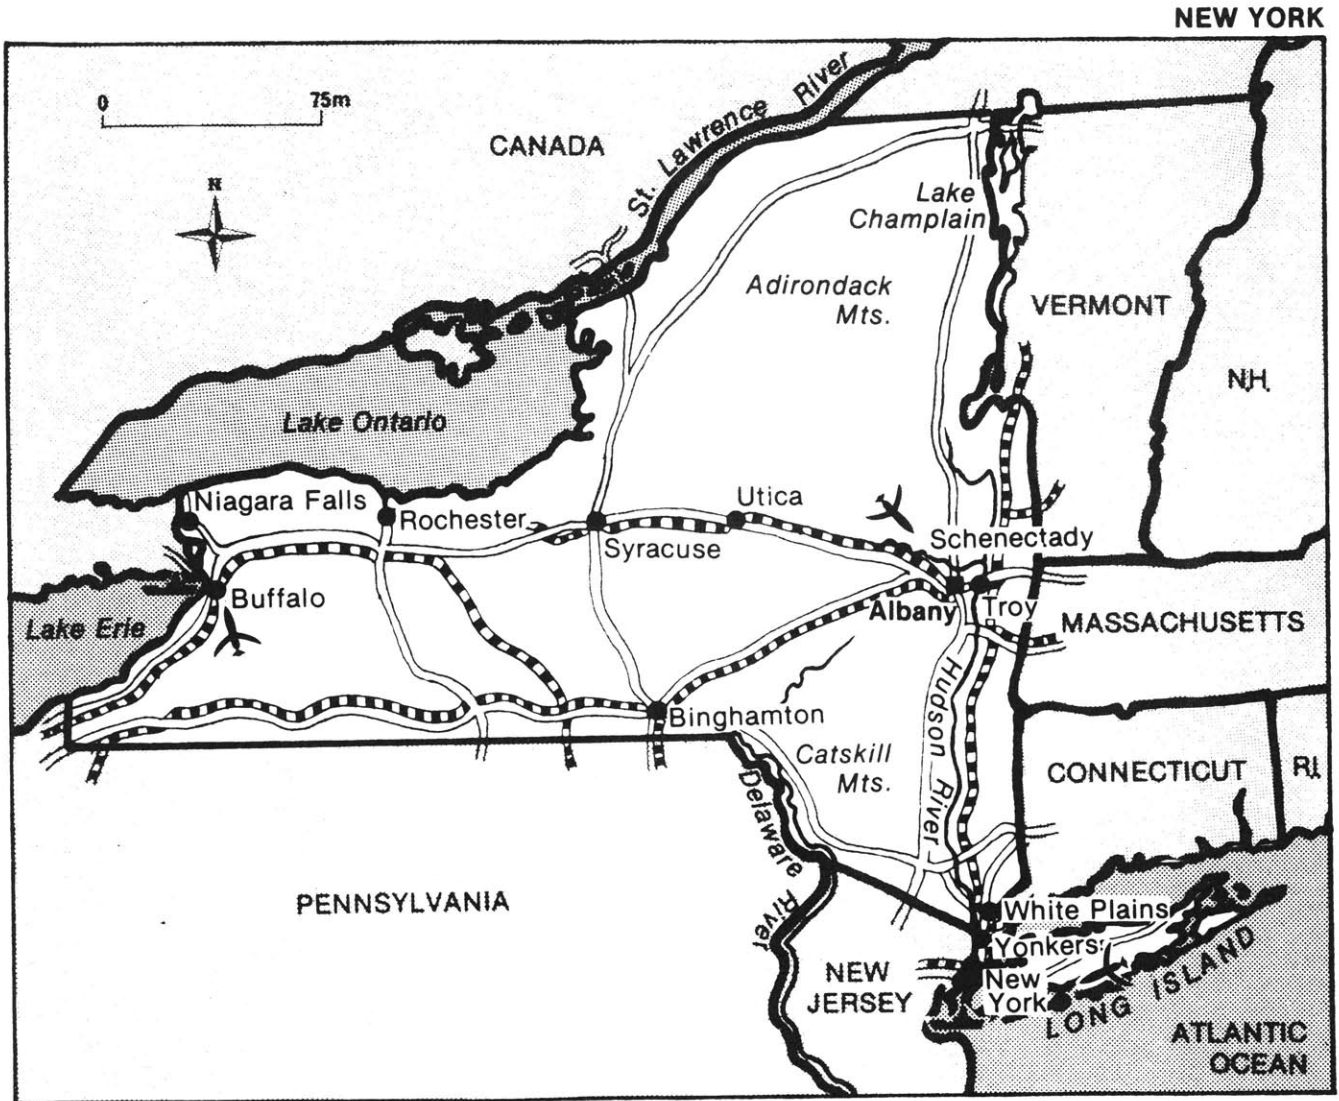 NEW YORK
0 75m
CANADA
St. Lawrence River
N
Lake
Champlain
Adirondack
Mts.
VERMONT
N.H.
Lake Ontario
Niagara Falls
Rochester
Utica
Syracuse
Schenectady
Buffalo
Albany
Troy
Lake Erie
MASSACHUSETTS
Hudson River
Binghamton
Catskill
Mts.
CONNECTICUT
R.I.
Delaware River
PENNSYLVANIA
White Plains
Yonkers
NEW
JERSEY
New
York
LONG ISLAND
ATLANTIC
OCEAN